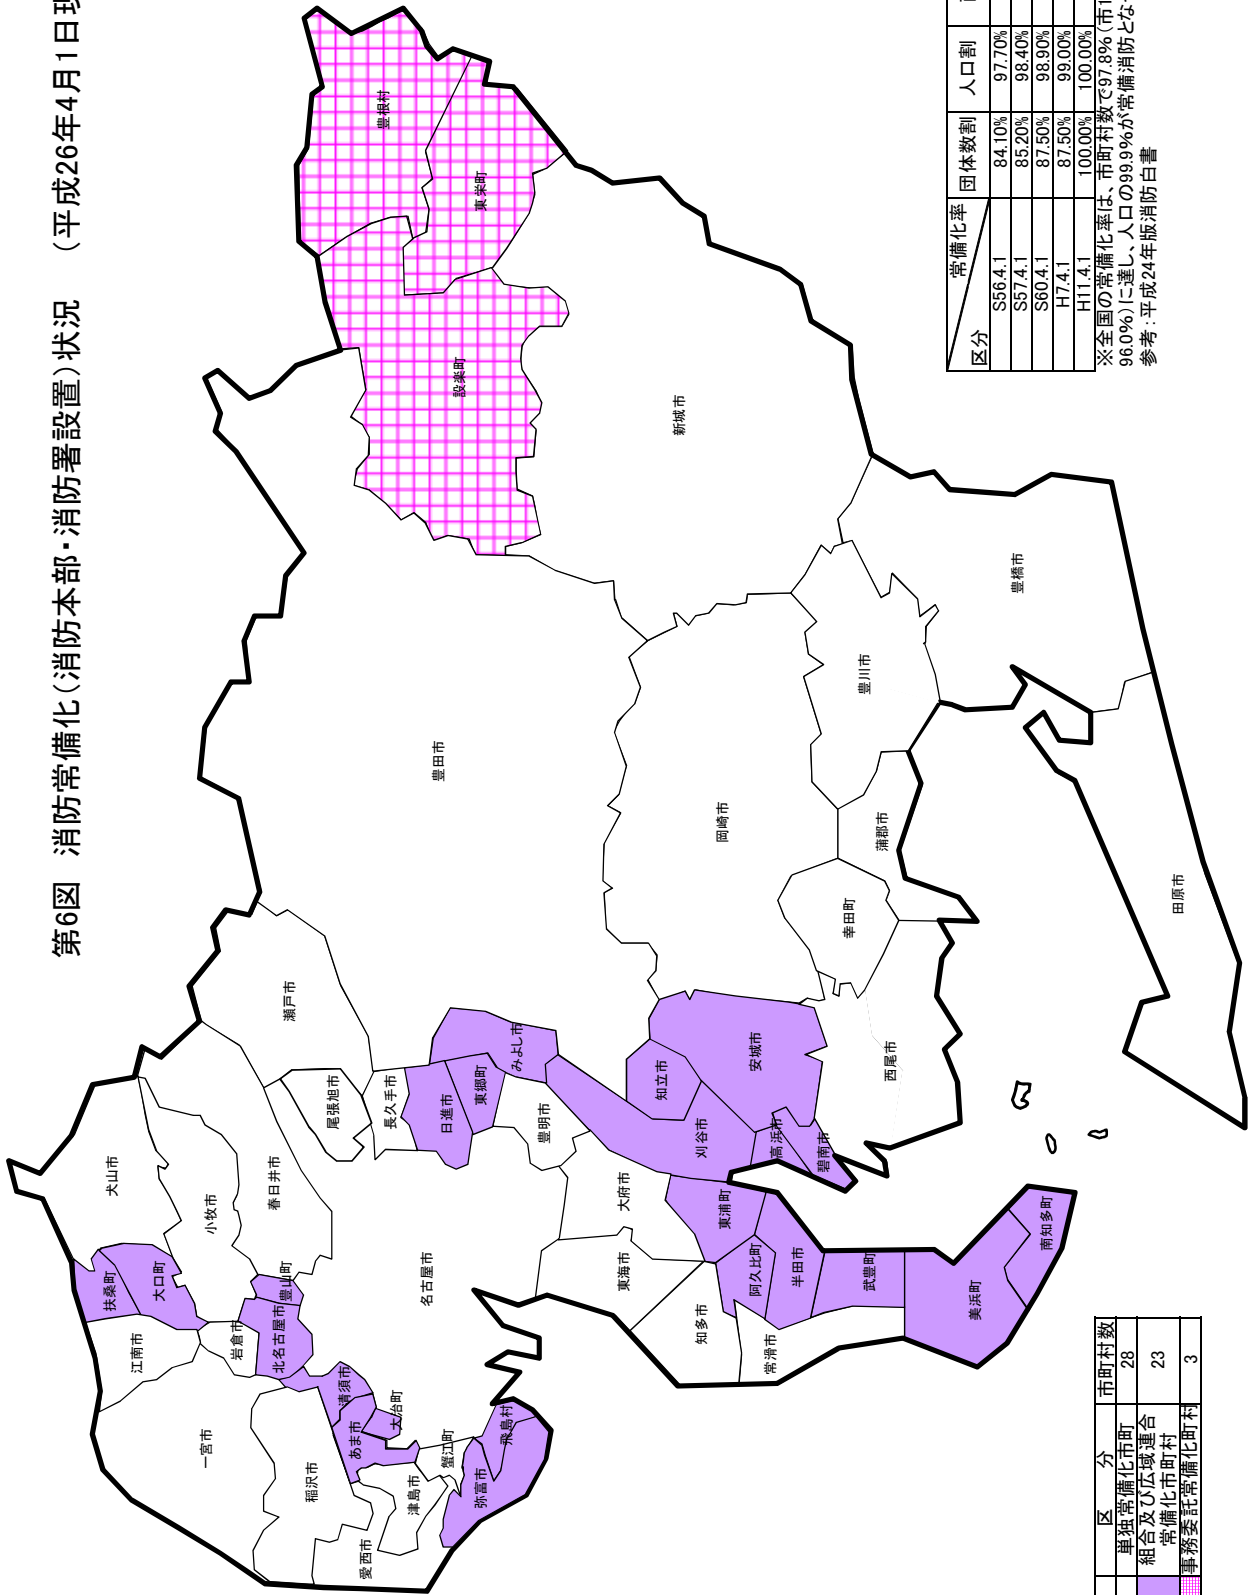 第6図 消防常備化(消防本部・消防署設置)状況 (平成26年4月1日現
豊根村
東栄町
設楽町
新城市
豊田市
豊橋市
豊川市
岡崎市
蒲郡市
幸田町
田原市
西尾市
瀬戸市
尾張旭市
長久手市
日進市
東郷町
みよし市
豊明市
知立市
安城市
刈谷市
高浜市
碧南市
犬山市
小牧市
春日井市
扶桑町
大口町
豊山町
北名古屋市
岩倉市
江南市
名古屋市
大府市
東海市
東浦町
阿久比町
半田市
武豊町
美浜町
南知多町
知多市
常滑市
一宮市
稲沢市
清須市
あま市
大治町
蟹江町
津島市
愛西市
弥富市
飛島村
常備化率 団体数割 人口割
区分
S56.4.1 84.10% 97.70%
S57.4.1 85.20% 98.40%
S60.4.1 87.50% 98.90%
H7.4.1 87.50% 99.00%
H11.4.1 100.00% 100.00%
※全国の常備化率は、市町村数で97.8%(市1
96.0%)に達し、人口の99.9%が常備消防とな
参考:平成24年版消防白書
区 分 市町村数
単独常備化市町 28
組合及び広域連合
常備化市町村 23
事務委託常備化町村 3